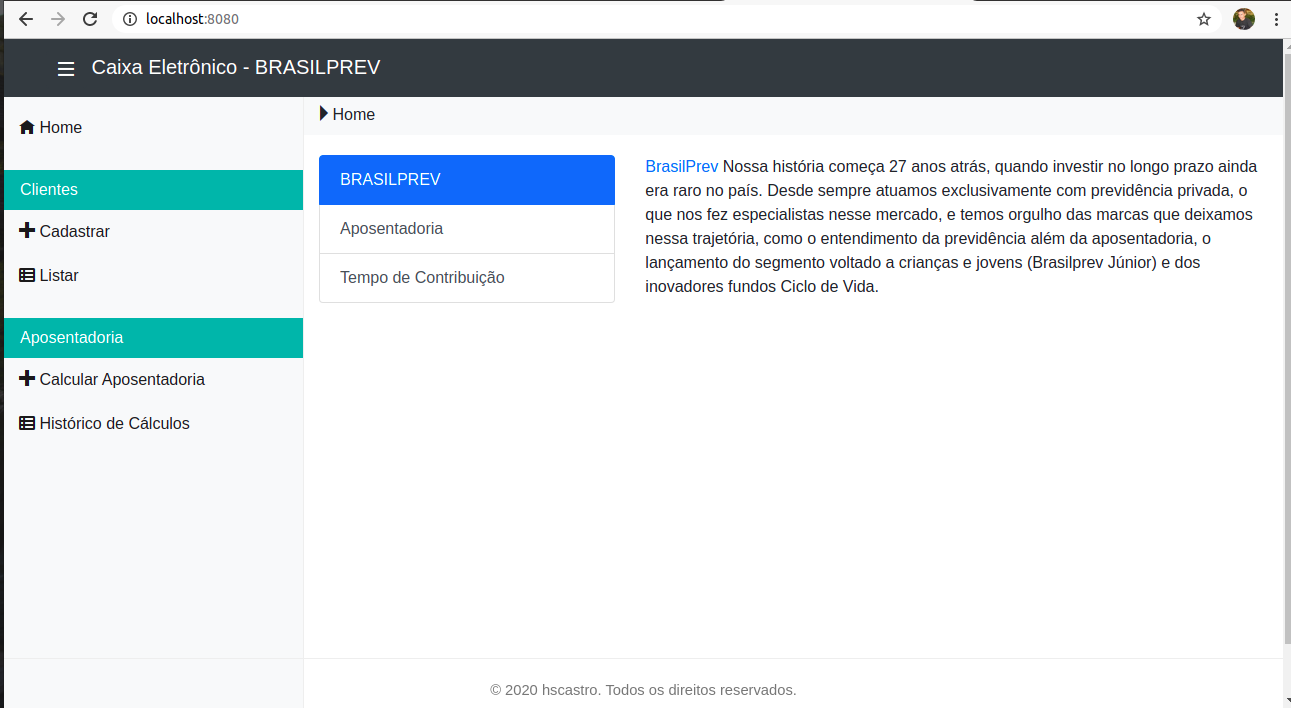 localhost:8080
Caixa Eletrônico - BRASILPREV
Home
Clientes
Cadastrar
Listar
Aposentadoria
Calcular Aposentadoria
Histórico de Cálculos
Home
BRASILPREV
Aposentadoria
Tempo de Contribuição
BrasilPrev Nossa história começa 27 anos atrás, quando investir no longo prazo ainda
era raro no país. Desde sempre atuamos exclusivamente com previdência privada, o
que nos fez especialistas nesse mercado, e temos orgulho das marcas que deixamos
nessa trajetória, como o entendimento da previdência além da aposentadoria, o
lançamento do segmento voltado a crianças e jovens (Brasilprev Júnior) e dos
inovadores fundos Ciclo de Vida.
© 2020 hscastro. Todos os direitos reservados.